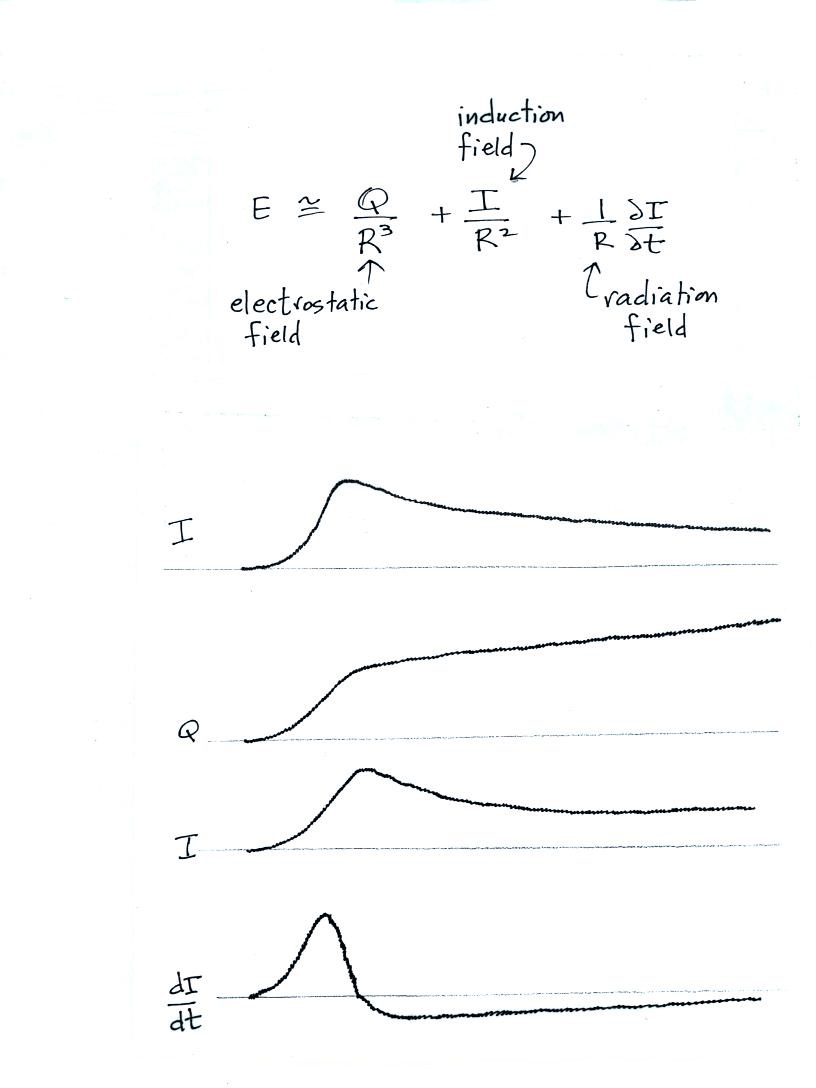 induction
field
E ≅ Q/R³ + I/R² + 1/R ∂I/∂t
electrostatic
field
radiation
field
I
Q
I
dI/dt